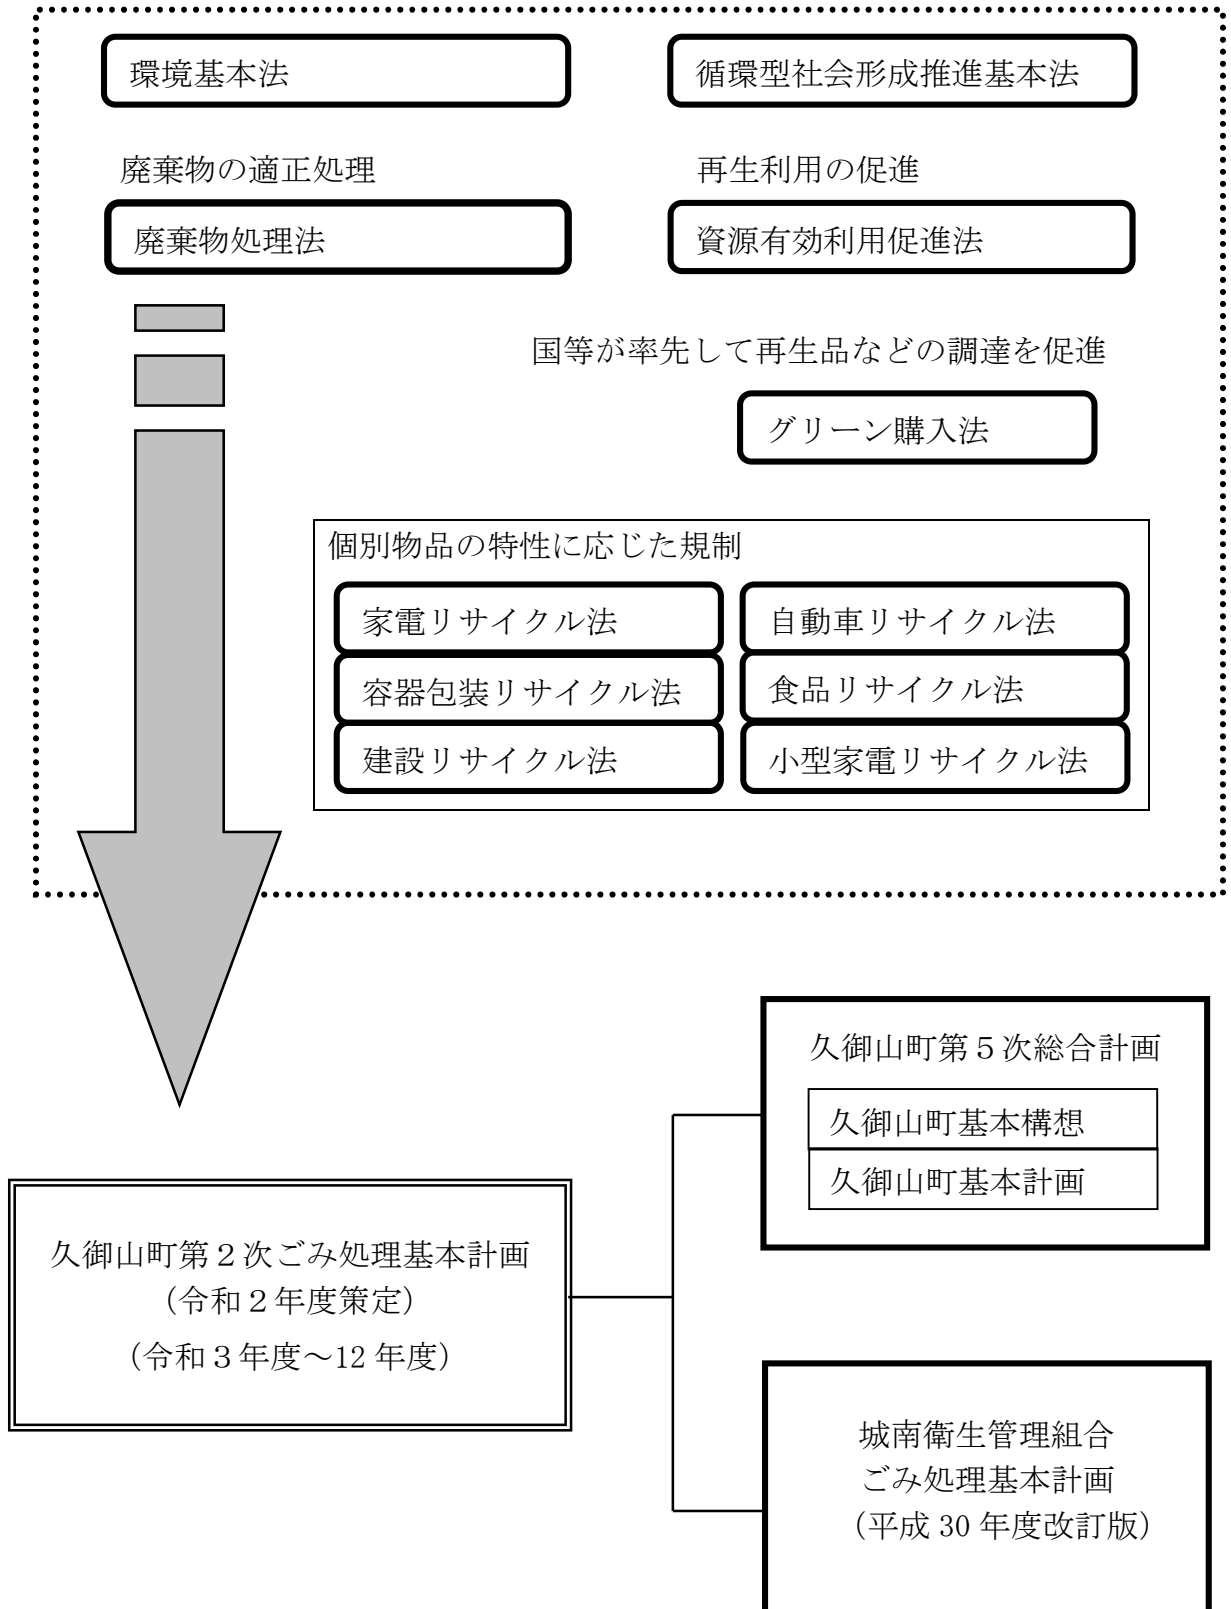 環境基本法
循環型社会形成推進基本法
廃棄物の適正処理
再生利用の促進
廃棄物処理法
資源有効利用促進法
国等が率先して再生品などの調達を促進
グリーン購入法
個別物品の特性に応じた規制
家電リサイクル法
自動車リサイクル法
容器包装リサイクル法
食品リサイクル法
建設リサイクル法
小型家電リサイクル法
久御山町第５次総合計画
久御山町基本構想
久御山町基本計画
久御山町第２次ごみ処理基本計画
（令和２年度策定）
（令和３年度～12 年度）
城南衛生管理組合
ごみ処理基本計画
（平成 30 年度改訂版）